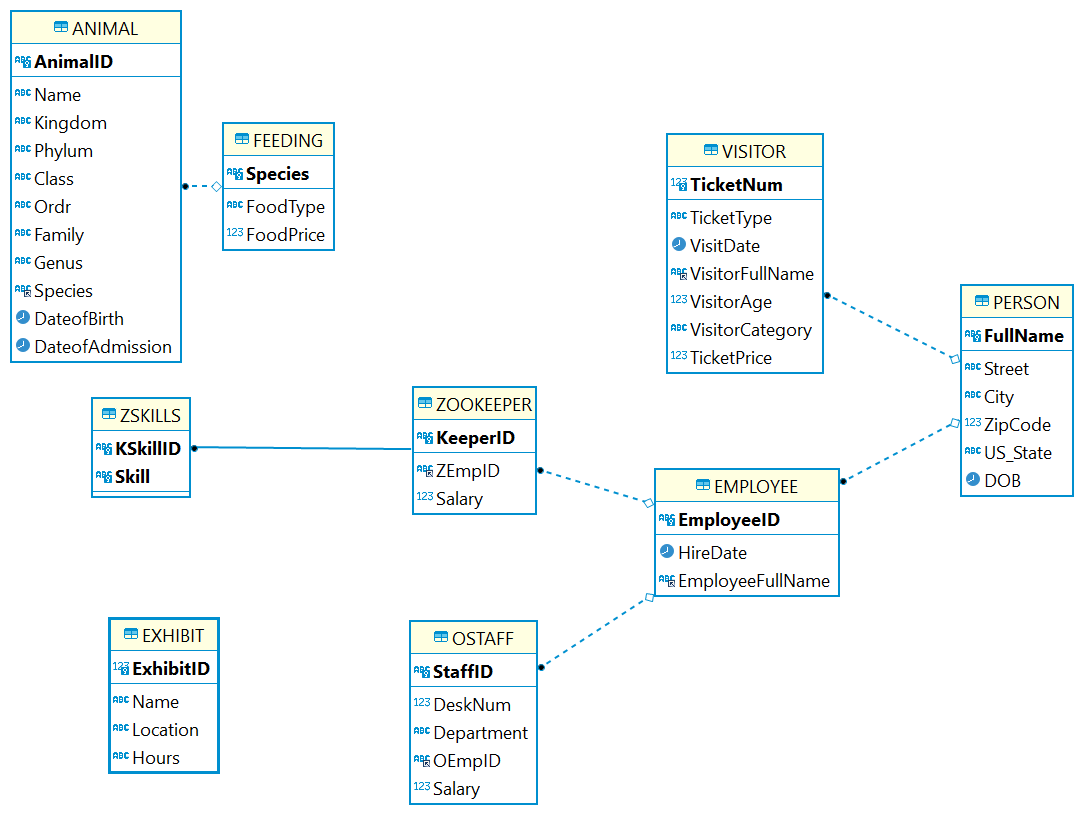 ANIMAL
AnimalID
Name
Kingdom
Phylum
Class
Ordr
Family
Genus
Species
DateofBirth
DateofAdmission
FEEDING
Species
FoodType
FoodPrice
VISITOR
TicketNum
TicketType
VisitDate
VisitorFullName
VisitorAge
VisitorCategory
TicketPrice
PERSON
FullName
Street
City
ZipCode
US_State
DOB
ZSKILLS
KSkillID
Skill
ZOOKEEPER
KeeperID
ZEmpID
Salary
EMPLOYEE
EmployeeID
HireDate
EmployeeFullName
EXHIBIT
ExhibitID
Name
Location
Hours
OSTAFF
StaffID
DeskNum
Department
OEmpID
Salary